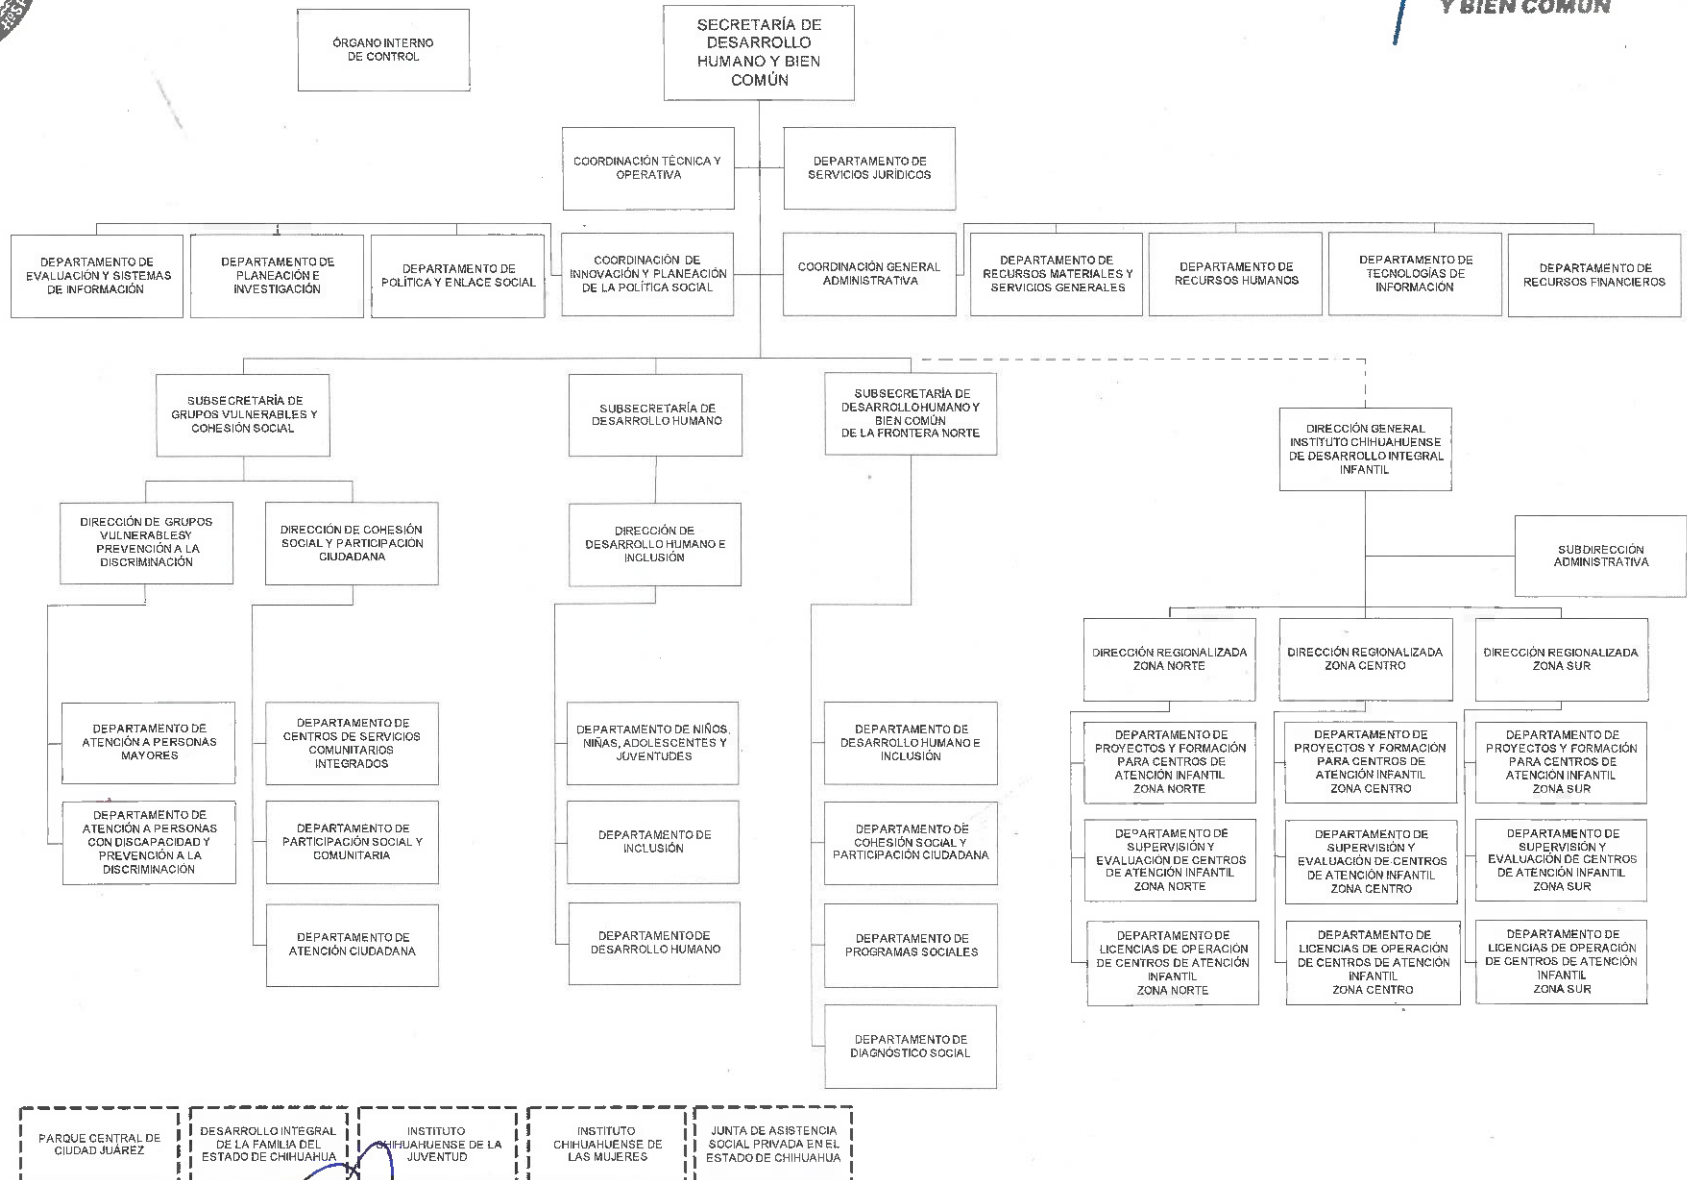 Y BIEN COMÚN
ÓRGANO INTERNO
DE CONTROL
SECRETARÍA DE
DESARROLLO
HUMANO Y BIEN
COMÚN
COORDINACIÓN TÉCNICA Y
OPERATIVA
DEPARTAMENTO DE
SERVICIOS JURÍDICOS
DEPARTAMENTO DE
EVALUACIÓN Y SISTEMAS
DE INFORMACIÓN
DEPARTAMENTO DE
PLANEACIÓN E
INVESTIGACIÓN
DEPARTAMENTO DE
POLÍTICA Y ENLACE SOCIAL
COORDINACIÓN DE
INNOVACIÓN Y PLANEACIÓN
DE LA POLÍTICA SOCIAL
COORDINACIÓN GENERAL
ADMINISTRATIVA
DEPARTAMENTO DE
RECURSOS MATERIALES Y
SERVICIOS GENERALES
DEPARTAMENTO DE
RECURSOS HUMANOS
DEPARTAMENTO DE
TECNOLOGÍAS DE
INFORMACIÓN
DEPARTAMENTO DE
RECURSOS FINANCIEROS
SUBSECRETARÍA DE
GRUPOS VULNERABLES Y
COHESIÓN SOCIAL
SUBSECRETARÍA DE
DESARROLLO HUMANO
SUBSECRETARÍA DE
DESARROLLO HUMANO Y
BIEN COMÚN
DE LA FRONTERA NORTE
DIRECCIÓN GENERAL
INSTITUTO CHIHUAHUENSE
DE DESARROLLO INTEGRAL
INFANTIL
DIRECCIÓN DE GRUPOS
VULNERABLESY
PREVENCIÓN A LA
DISCRIMINACIÓN
DIRECCIÓN DE COHESIÓN
SOCIAL Y PARTICIPACIÓN
CIUDADANA
DIRECCIÓN DE
DESARROLLO HUMANO E
INCLUSIÓN
SUBDIRECCIÓN
ADMINISTRATIVA
DIRECCIÓN REGIONALIZADA
ZONA NORTE
DIRECCIÓN REGIONALIZADA
ZONA CENTRO
DIRECCIÓN REGIONALIZADA
ZONA SUR
DEPARTAMENTO DE
ATENCIÓN A PERSONAS
MAYORES
DEPARTAMENTO DE
CENTROS DE SERVICIOS
COMUNITARIOS
INTEGRADOS
DEPARTAMENTO DE NIÑOS,
NIÑAS, ADOLESCENTES Y
JUVENTUDES
DEPARTAMENTO DE
DESARROLLO HUMANO E
INCLUSIÓN
DEPARTAMENTO DE
PROYECTOS Y FORMACIÓN
PARA CENTROS DE
ATENCIÓN INFANTIL
ZONA NORTE
DEPARTAMENTO DE
PROYECTOS Y FORMACIÓN
PARA CENTROS DE
ATENCIÓN INFANTIL
ZONA CENTRO
DEPARTAMENTO DE
PROYECTOS Y FORMACIÓN
PARA CENTROS DE
ATENCIÓN INFANTIL
ZONA SUR
DEPARTAMENTO DE
ATENCIÓN A PERSONAS
CON DISCAPACIDAD Y
PREVENCIÓN A LA
DISCRIMINACIÓN
DEPARTAMENTO DE
PARTICIPACIÓN SOCIAL Y
COMUNITARIA
DEPARTAMENTO DE
INCLUSIÓN
DEPARTAMENTO DE
COHESIÓN SOCIAL Y
PARTICIPACIÓN CIUDADANA
DEPARTAMENTO DE
SUPERVISIÓN Y
EVALUACIÓN DE CENTROS
DE ATENCIÓN INFANTIL
ZONA NORTE
DEPARTAMENTO DE
SUPERVISIÓN Y
EVALUACIÓN DE CENTROS
DE ATENCIÓN INFANTIL
ZONA CENTRO
DEPARTAMENTO DE
SUPERVISIÓN Y
EVALUACIÓN DE CENTROS
DE ATENCIÓN INFANTIL
ZONA SUR
DEPARTAMENTO DE
ATENCIÓN CIUDADANA
DEPARTAMENTO DE
DESARROLLO HUMANO
DEPARTAMENTO DE
PROGRAMAS SOCIALES
DEPARTAMENTO DE
LICENCIAS DE OPERACIÓN
DE CENTROS DE ATENCIÓN
INFANTIL
ZONA NORTE
DEPARTAMENTO DE
LICENCIAS DE OPERACIÓN
DE CENTROS DE ATENCIÓN
INFANTIL
ZONA CENTRO
DEPARTAMENTO DE
LICENCIAS DE OPERACIÓN
DE CENTROS DE ATENCIÓN
INFANTIL
ZONA SUR
DEPARTAMENTO DE
DIAGNÓSTICO SOCIAL
PARQUE CENTRAL DE
CIUDAD JUÁREZ
DESARROLLO INTEGRAL
DE LA FAMILIA DEL
ESTADO DE CHIHUAHUA
INSTITUTO
CHIHUAHUENSE DE LA
JUVENTUD
INSTITUTO
CHIHUAHUENSE DE
LAS MUJERES
JUNTA DE ASISTENCIA
SOCIAL PRIVADA EN EL
ESTADO DE CHIHUAHUA